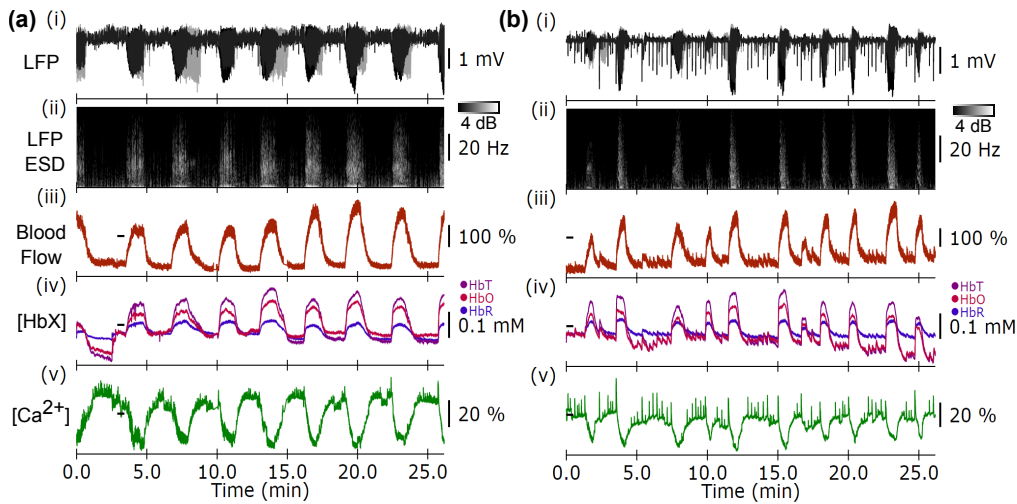 (a)
(i)
LFP
1 mV
(ii)
LFP
ESD
4 dB
20 Hz
(iii)
Blood
Flow
100 %
(iv)
[HbX]
HbT
HbO
HbR
0.1 mM
(v)
[Ca2+]
20 %
0.0 5.0 10.0 15.0 20.0 25.0
Time (min)
(b)
(i)
1 mV
(ii)
4 dB
20 Hz
(iii)
100 %
(iv)
HbT
HbO
HbR
0.1 mM
(v)
20 %
0.0 5.0 10.0 15.0 20.0 25.0
Time (min)